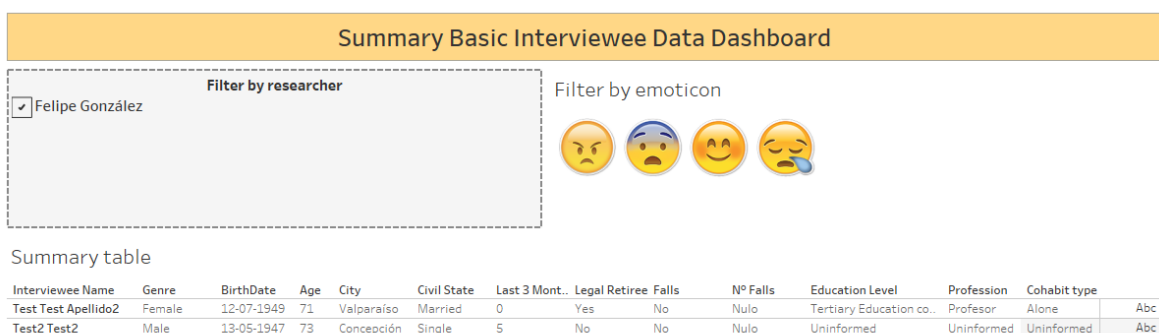 Summary Basic Interviewee Data Dashboard
Filter by researcher
Felipe González
Filter by emoticon
Summary table
Interviewee Name Genre BirthDate Age City Civil State Last 3 Mont.. Legal Retiree Falls Nº Falls Education Level Profession Cohabit type
Test Test Apellido2 Female 12-07-1949 71 Valparaíso Married 0 Yes No Nulo Tertiary Education co.. Profesor Alone Abc
Test2 Test2 Male 13-05-1947 73 Concepción Single 5 No No Nulo Uninformed Uninformed Uninformed Abc